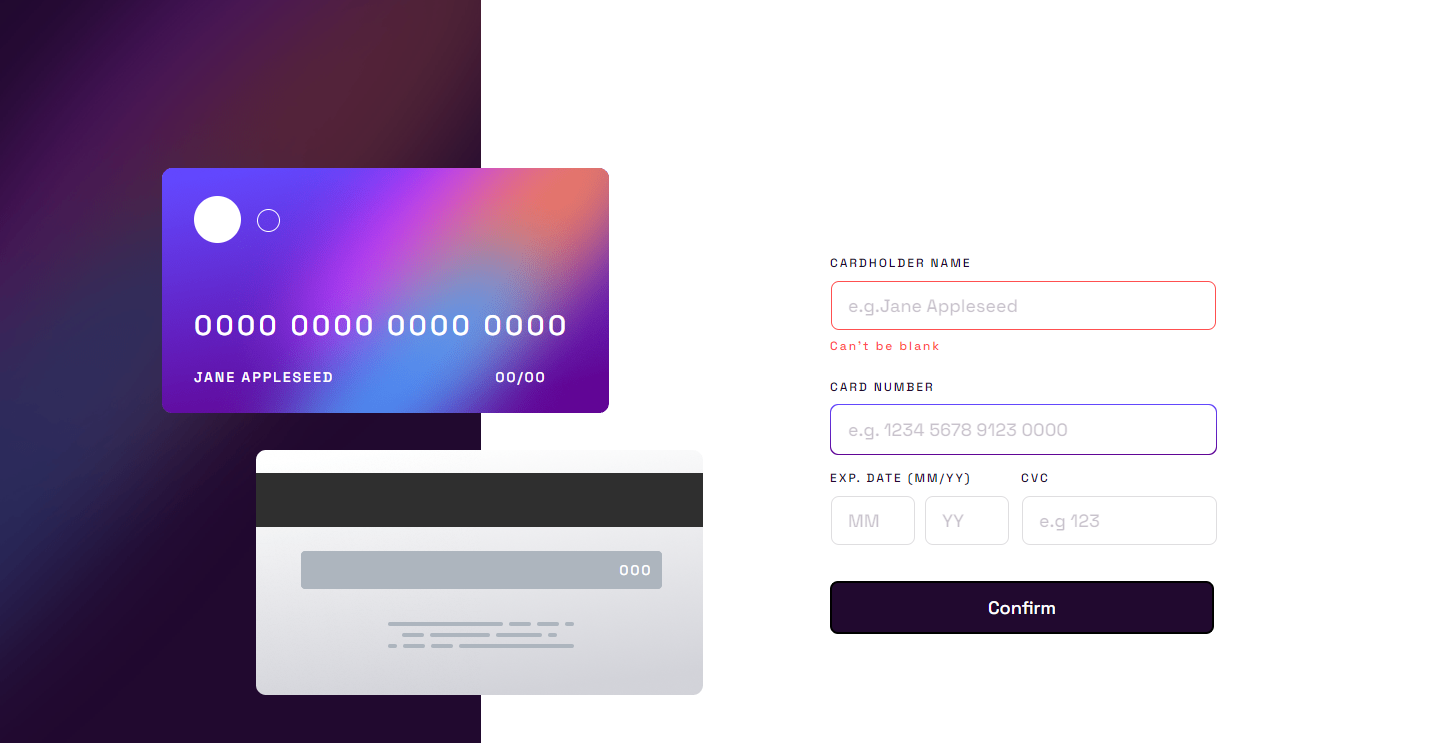 0000 0000 0000 0000
JANE APPLESEED 00/00
000
CARDHOLDER NAME
e.g.Jane Appleseed
Can't be blank
CARD NUMBER
e.g. 1234 5678 9123 0000
EXP. DATE (MM/YY) CVC
MM YY e.g 123
Confirm